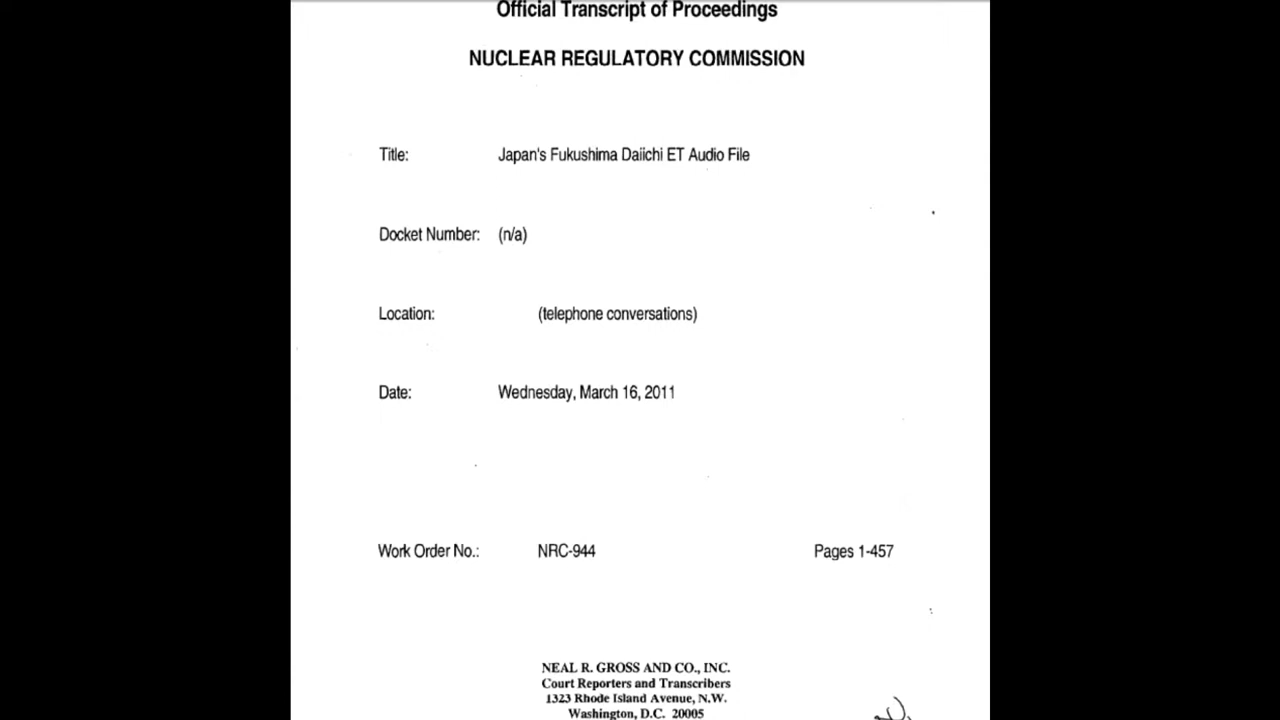 Official Transcript of Proceedings
NUCLEAR REGULATORY COMMISSION
Title: Japan's Fukushima Daiichi ET Audio File
Docket Number: (n/a)
Location: (telephone conversations)
Date: Wednesday, March 16, 2011
Work Order No.: NRC-944 Pages 1-457
NEAL R. GROSS AND CO., INC.
Court Reporters and Transcribers
1323 Rhode Island Avenue, N.W.
Washington, D.C. 20005